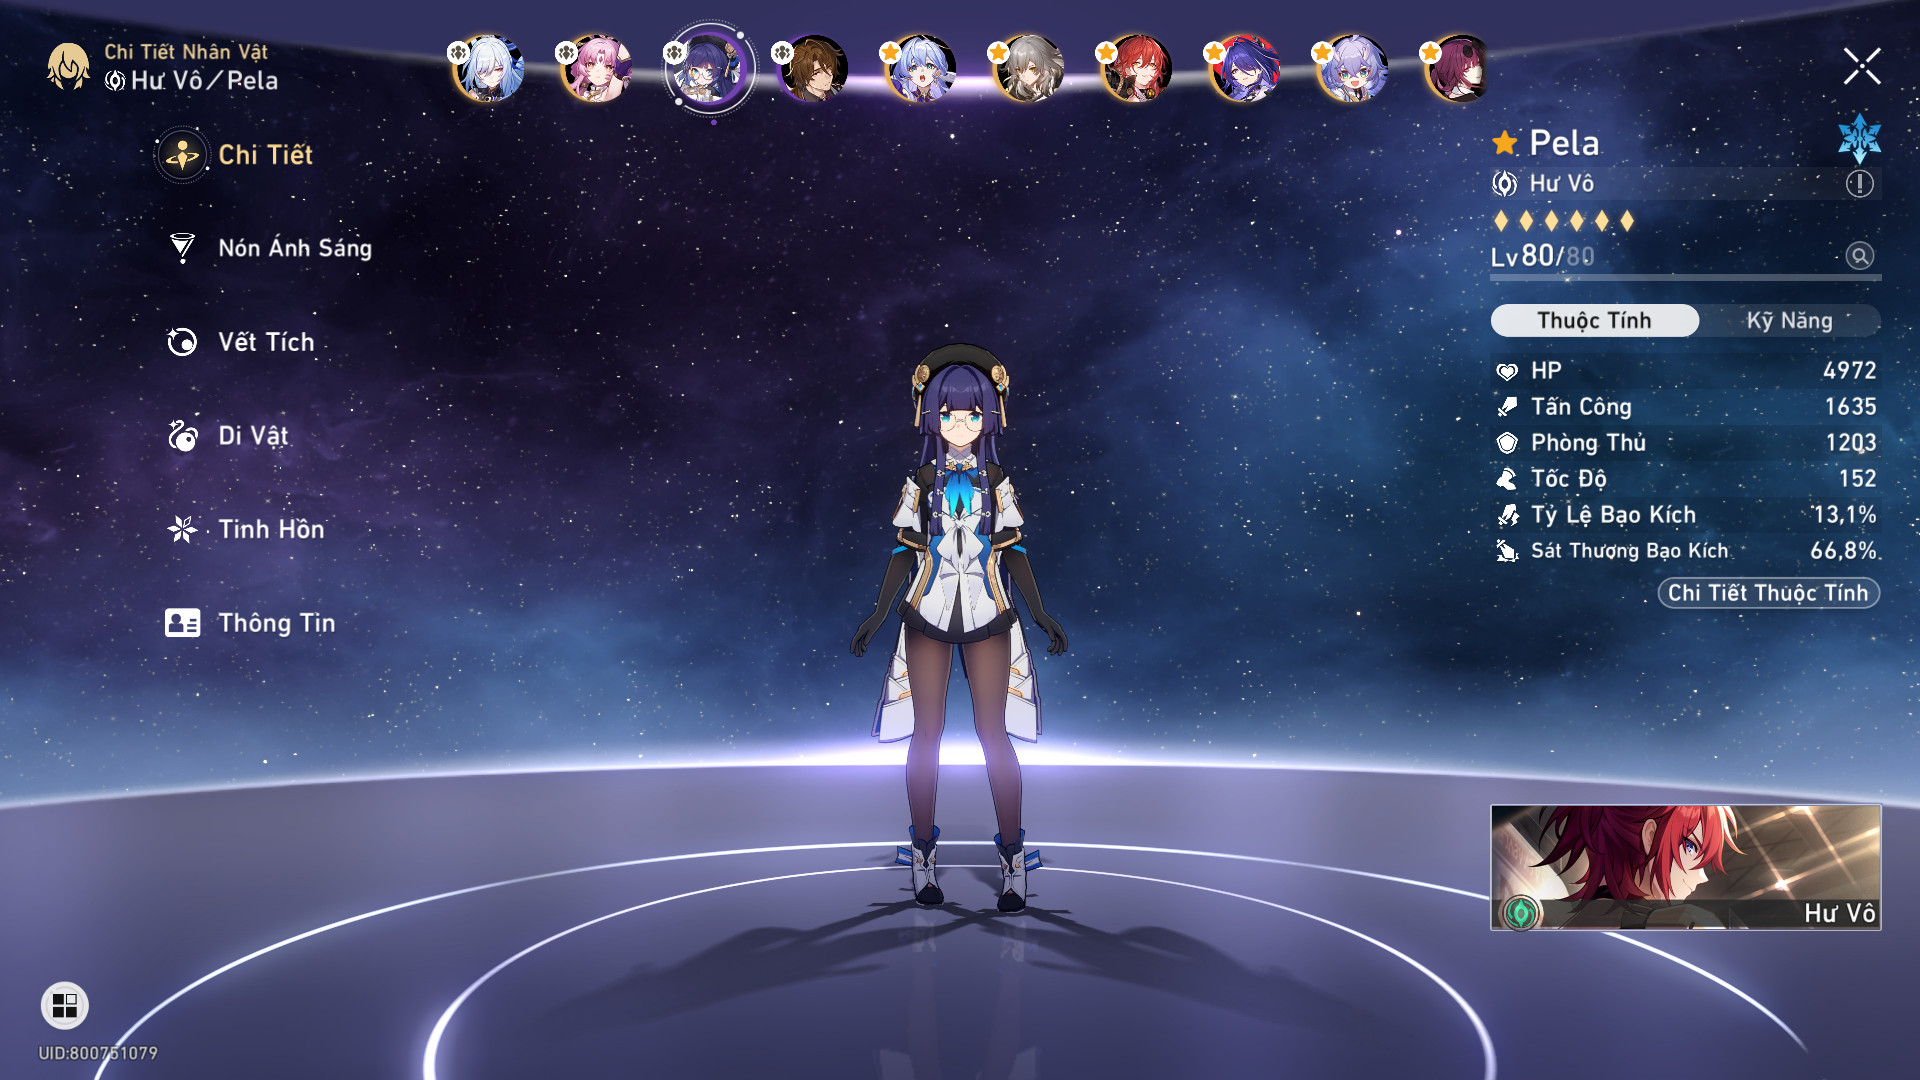 Chi Tiết Nhân Vật
Hư Vô/Pela
Chi Tiết
Nón Ánh Sáng
Vết Tích
Di Vật
Tinh Hồn
Thông Tin
Pela
Hư Vô
Lv80/80
Thuộc Tính Kỹ Năng
HP 4972
Tấn Công 1635
Phòng Thủ 1203
Tốc Độ 152
Tỷ Lệ Bạo Kích 13,1%
Sát Thương Bạo Kích 66,8%
Chi Tiết Thuộc Tính
Hư Vô
UID:800751079